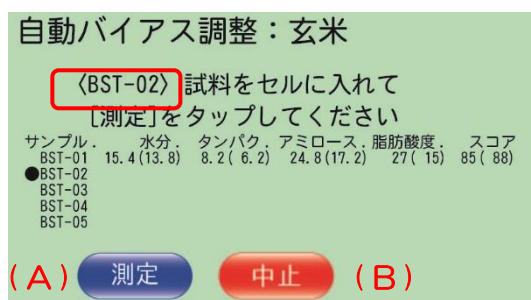 自動バイアス調整：玄米
〈BST-02〉試料をセルに入れて
[測定]をタップしてください
サンプル. 水分. タンパク. アミロース. 脂肪酸度. スコア
BST-01 15.4(13.8) 8.2( 6.2) 24.8(17.2) 27( 15) 85( 88)
●BST-02
BST-03
BST-04
BST-05
(A) 測定 中止 (B)